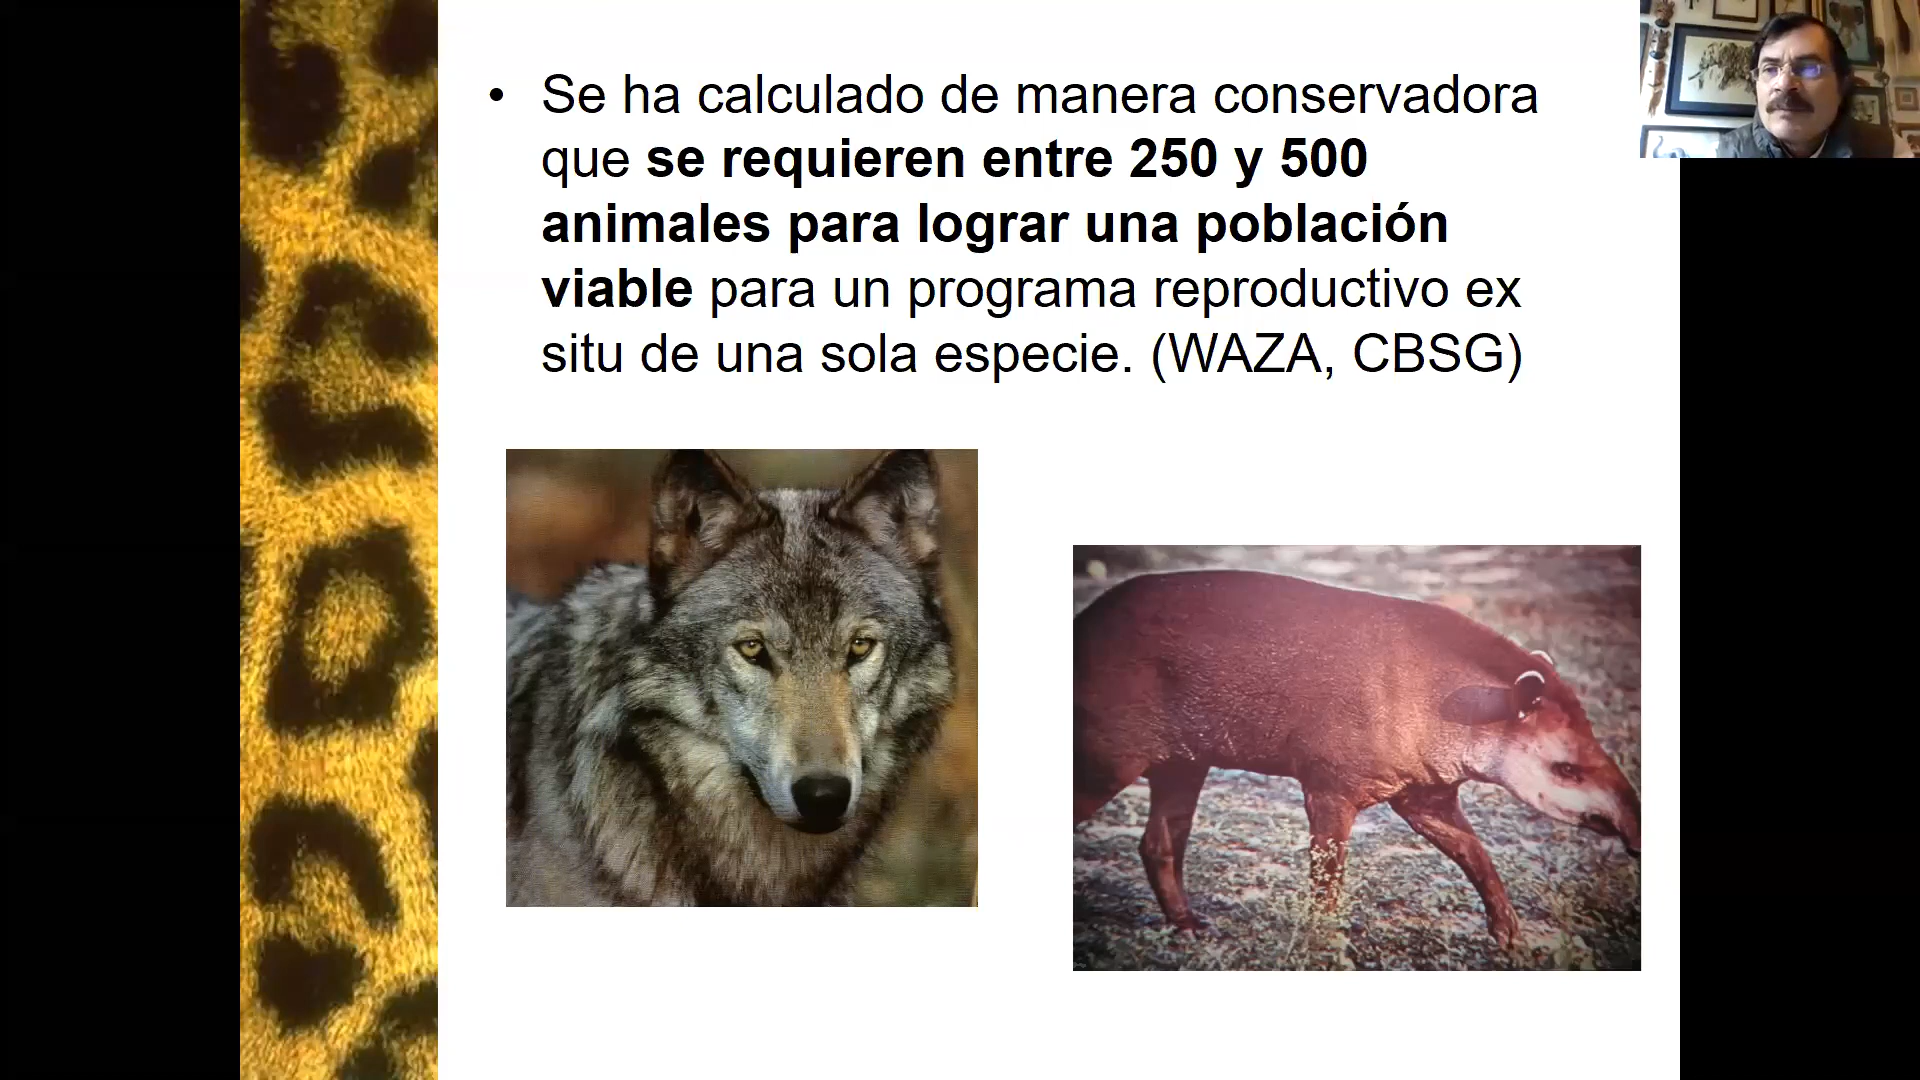 • Se ha calculado de manera conservadora
que se requieren entre 250 y 500
animales para lograr una población
viable para un programa reproductivo ex
situ de una sola especie. (WAZA, CBSG)